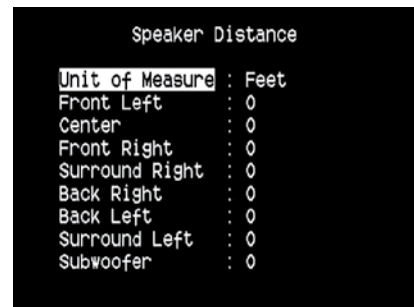 Speaker Distance
Unit of Measure : Feet
Front Left : 0
Center : 0
Front Right : 0
Surround Right : 0
Back Right : 0
Back Left : 0
Surround Left : 0
Subwoofer : 0